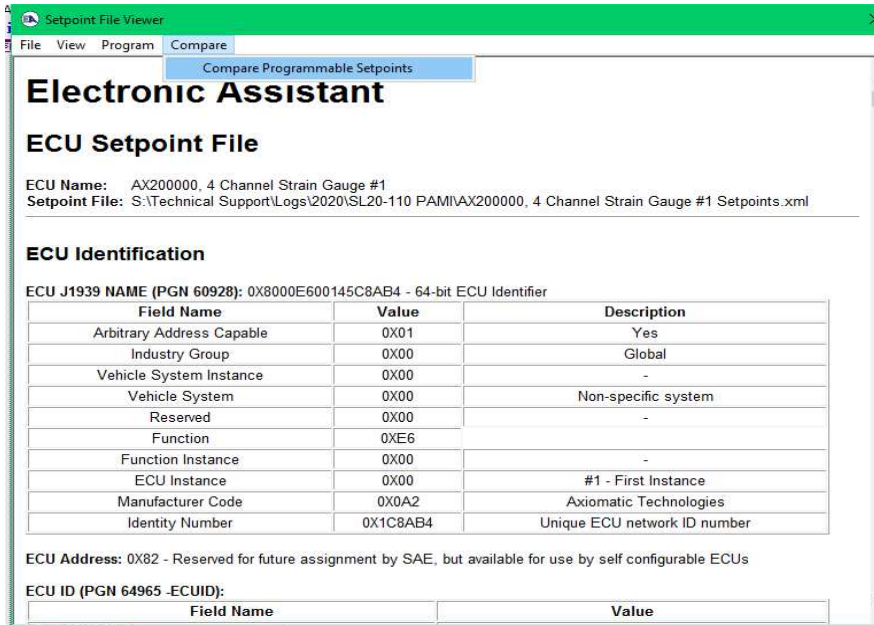 EA Setpoint File Viewer
File View Program Compare
Compare Programmable Setpoints
Electronic Assistant
ECU Setpoint File
ECU Name: AX200000, 4 Channel Strain Gauge #1
Setpoint File: S:\Technical Support\Logs\2020\SL20-110 PAMI\AX200000, 4 Channel Strain Gauge #1 Setpoints.xml
ECU Identification
ECU J1939 NAME (PGN 60928): 0X8000E600145C8AB4 - 64-bit ECU Identifier
Field Name Value Description
Arbitrary Address Capable 0X01 Yes
Industry Group 0X00 Global
Vehicle System Instance 0X00 -
Vehicle System 0X00 Non-specific system
Reserved 0X00 -
Function 0XE6
Function Instance 0X00 -
ECU Instance 0X00 #1 - First Instance
Manufacturer Code 0X0A2 Axiomatic Technologies
Identity Number 0X1C8AB4 Unique ECU network ID number
ECU Address: 0X82 - Reserved for future assignment by SAE, but available for use by self configurable ECUs
ECU ID (PGN 64965 -ECUID):
Field Name Value